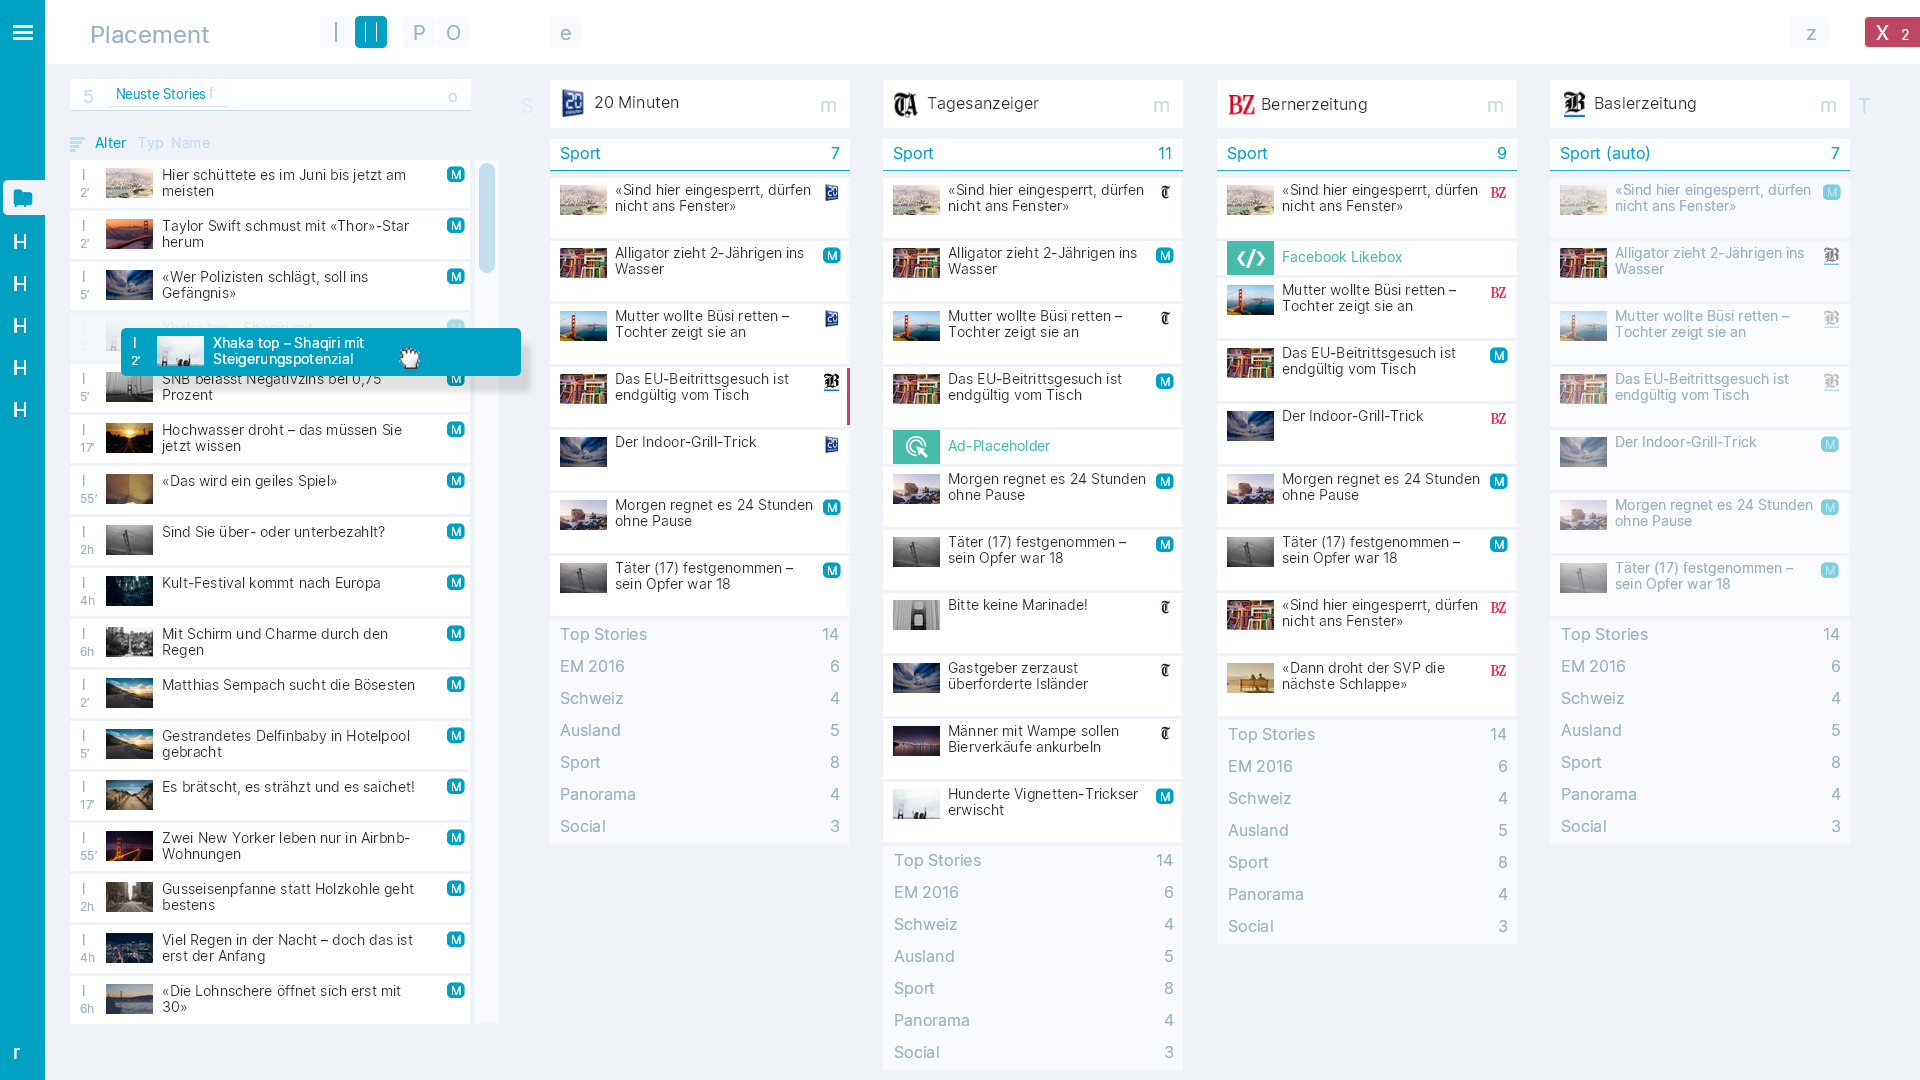 Placement
I
II
P
O
e
z
X 2
5 Neuste Stories f o
Alter Typ Name
I
2'
Hier schüttete es im Juni bis jetzt am
meisten
M
I
2'
Taylor Swift schmust mit «Thor»-Star
herum
M
I
5'
«Wer Polizisten schlägt, soll ins
Gefängnis»
M
I
2'
Xhaka top – Shaqiri mit
Steigerungspotenzial
I
5'
SNB belässt Negativzins bei 0,75
Prozent
M
I
17'
Hochwasser droht – das müssen Sie
jetzt wissen
M
I
55'
«Das wird ein geiles Spiel»
M
I
2h
Sind Sie über- oder unterbezahlt?
M
I
4h
Kult-Festival kommt nach Europa
M
I
6h
Mit Schirm und Charme durch den
Regen
M
I
2'
Matthias Sempach sucht die Bösesten
M
I
5'
Gestrandetes Delfinbaby in Hotelpool
gebracht
M
I
17'
Es brätscht, es strähzt und es saichet!
M
I
55'
Zwei New Yorker leben nur in Airbnb-
Wohnungen
M
I
2h
Gusseisenpfanne statt Holzkohle geht
bestens
M
I
4h
Viel Regen in der Nacht – doch das ist
erst der Anfang
M
I
6h
«Die Lohnschere öffnet sich erst mit
30»
M
H
H
H
H
H
r
S
20 20 Minuten m
Sport 7
«Sind hier eingesperrt, dürfen
nicht ans Fenster»
20
Alligator zieht 2-Jährigen ins
Wasser
M
Mutter wollte Büsi retten –
Tochter zeigt sie an
20
Das EU-Beitrittsgesuch ist
endgültig vom Tisch
B
Der Indoor-Grill-Trick
20
Morgen regnet es 24 Stunden
ohne Pause
M
Täter (17) festgenommen –
sein Opfer war 18
M
Top Stories 14
EM 2016 6
Schweiz 4
Ausland 5
Sport 8
Panorama 4
Social 3
TA Tagesanzeiger m
Sport 11
«Sind hier eingesperrt, dürfen
nicht ans Fenster»
T
Alligator zieht 2-Jährigen ins
Wasser
M
Mutter wollte Büsi retten –
Tochter zeigt sie an
T
Das EU-Beitrittsgesuch ist
endgültig vom Tisch
M
Ad-Placeholder
Morgen regnet es 24 Stunden
ohne Pause
M
Täter (17) festgenommen –
sein Opfer war 18
M
Bitte keine Marinade!
T
Gastgeber zerzaust
überforderte Isländer
T
Männer mit Wampe sollen
Bierverkäufe ankurbeln
T
Hunderte Vignetten-Trickser
erwischt
M
Top Stories 14
EM 2016 6
Schweiz 4
Ausland 5
Sport 8
Panorama 4
Social 3
BZ Bernerzeitung m
Sport 9
«Sind hier eingesperrt, dürfen
nicht ans Fenster»
BZ
</> Facebook Likebox
Mutter wollte Büsi retten –
Tochter zeigt sie an
BZ
Das EU-Beitrittsgesuch ist
endgültig vom Tisch
M
Der Indoor-Grill-Trick
BZ
Morgen regnet es 24 Stunden
ohne Pause
M
Täter (17) festgenommen –
sein Opfer war 18
M
«Sind hier eingesperrt, dürfen
nicht ans Fenster»
BZ
«Dann droht der SVP die
nächste Schlappe»
BZ
Top Stories 14
EM 2016 6
Schweiz 4
Ausland 5
Sport 8
Panorama 4
Social 3
B Baslerzeitung m
T
Sport (auto) 7
«Sind hier eingesperrt, dürfen
nicht ans Fenster»
M
Alligator zieht 2-Jährigen ins
Wasser
B
Mutter wollte Büsi retten –
Tochter zeigt sie an
B
Das EU-Beitrittsgesuch ist
endgültig vom Tisch
B
Der Indoor-Grill-Trick
M
Morgen regnet es 24 Stunden
ohne Pause
M
Täter (17) festgenommen –
sein Opfer war 18
M
Top Stories 14
EM 2016 6
Schweiz 4
Ausland 5
Sport 8
Panorama 4
Social 3